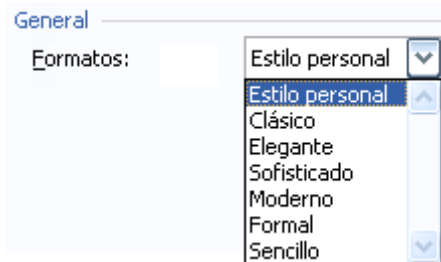 General
Formatos: Estilo personal
Estilo personal
Clásico
Elegante
Sofisticado
Moderno
Formal
Sencillo